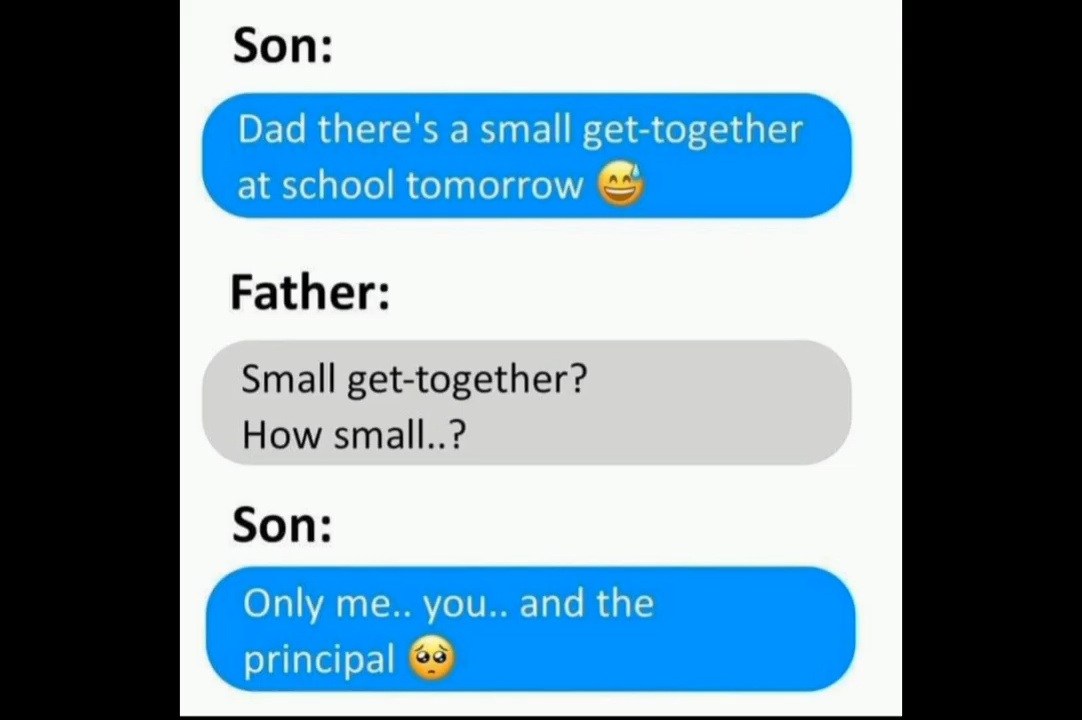 Son:
Dad there's a small get-together
at school tomorrow 😅
Father:
Small get-together?
How small..?
Son:
Only me.. you.. and the
principal 🥺